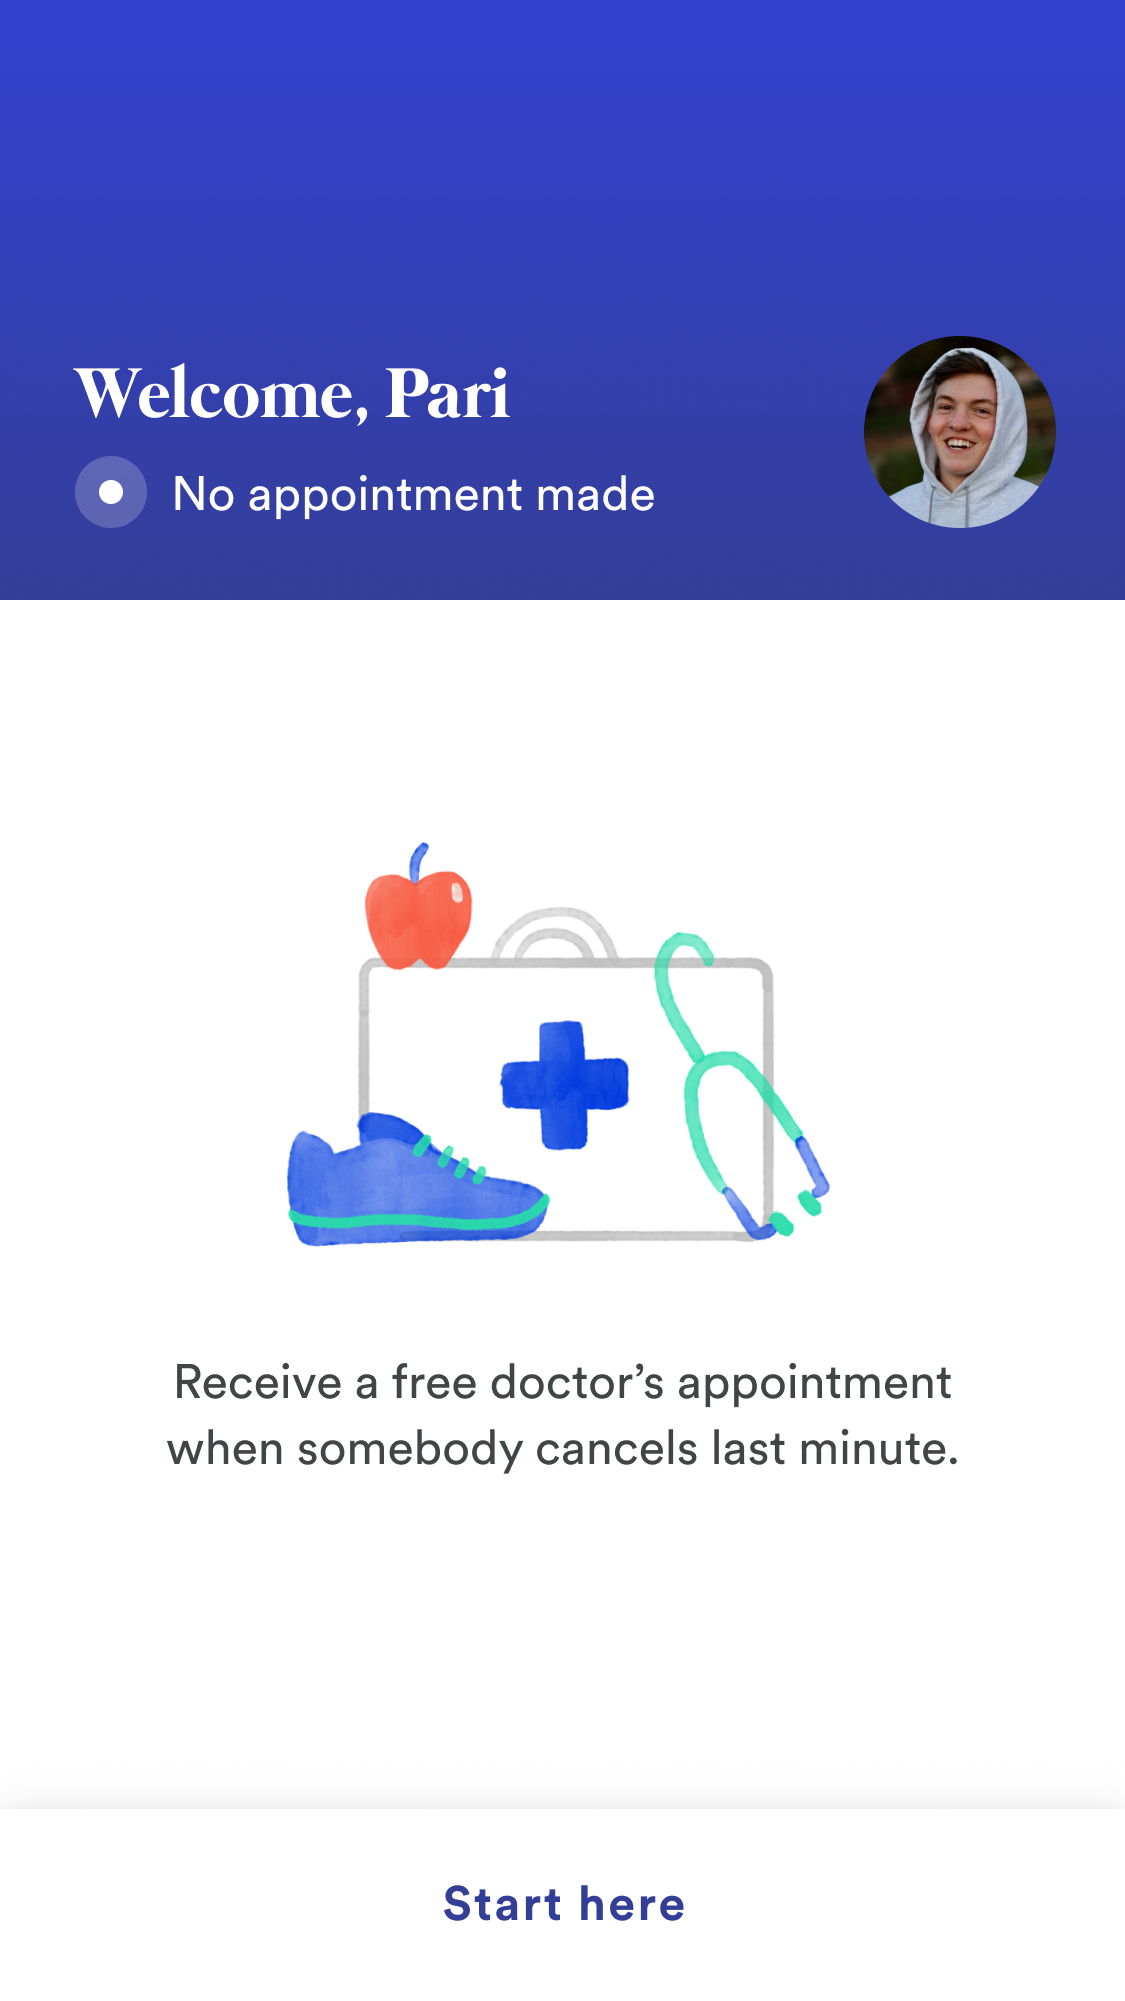 Welcome, Pari
No appointment made
Receive a free doctor’s appointment
when somebody cancels last minute.
Start here